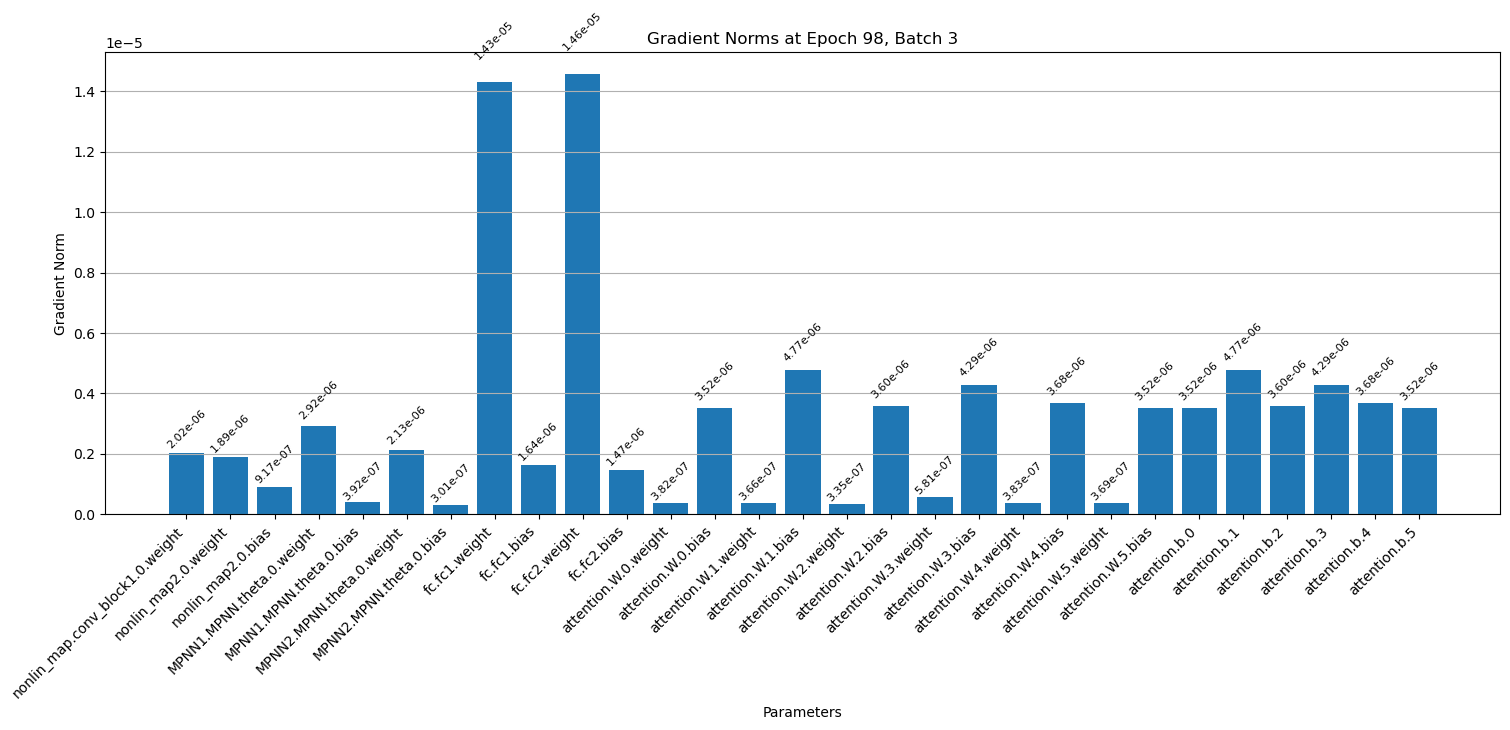 Gradient Norms at Epoch 98, Batch 3
1e−5
Gradient Norm
1.4
1.2
1.0
0.8
0.6
0.4
0.2
0.0
2.02e-06
1.89e-06
9.17e-07
2.92e-06
3.92e-07
2.13e-06
3.01e-07
1.43e-05
1.64e-06
1.46e-05
1.47e-06
3.82e-07
3.52e-06
3.66e-07
4.77e-06
3.35e-07
3.60e-06
5.81e-07
4.29e-06
3.83e-07
3.68e-06
3.69e-07
3.52e-06
3.52e-06
4.77e-06
3.60e-06
4.29e-06
3.68e-06
3.52e-06
nonlin_map.conv_block1.0.weight
nonlin_map2.0.weight
nonlin_map2.0.bias
MPNN1.MPNN.theta.0.weight
MPNN1.MPNN.theta.0.bias
MPNN2.MPNN.theta.0.weight
MPNN2.MPNN.theta.0.bias
fc.fc1.weight
fc.fc1.bias
fc.fc2.weight
fc.fc2.bias
attention.W.0.weight
attention.W.0.bias
attention.W.1.weight
attention.W.1.bias
attention.W.2.weight
attention.W.2.bias
attention.W.3.weight
attention.W.3.bias
attention.W.4.weight
attention.W.4.bias
attention.W.5.weight
attention.W.5.bias
attention.b.0
attention.b.1
attention.b.2
attention.b.3
attention.b.4
attention.b.5
Parameters